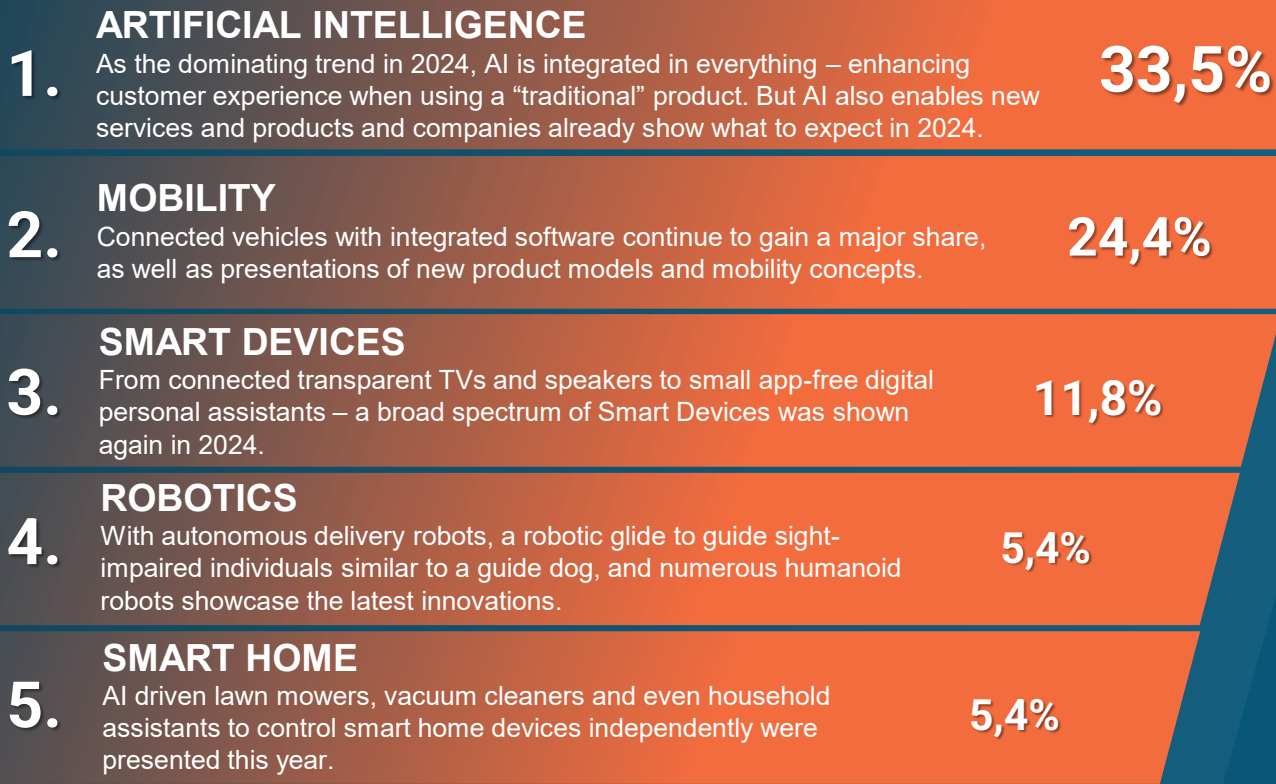 1.
ARTIFICIAL INTELLIGENCE
As the dominating trend in 2024, AI is integrated in everything – enhancing
customer experience when using a “traditional” product. But AI also enables new
services and products and companies already show what to expect in 2024.
33,5%
2.
MOBILITY
Connected vehicles with integrated software continue to gain a major share,
as well as presentations of new product models and mobility concepts.
24,4%
3.
SMART DEVICES
From connected transparent TVs and speakers to small app-free digital
personal assistants – a broad spectrum of Smart Devices was shown
again in 2024.
11,8%
4.
ROBOTICS
With autonomous delivery robots, a robotic glide to guide sight-
impaired individuals similar to a guide dog, and numerous humanoid
robots showcase the latest innovations.
5,4%
5.
SMART HOME
AI driven lawn mowers, vacuum cleaners and even household
assistants to control smart home devices independently were
presented this year.
5,4%